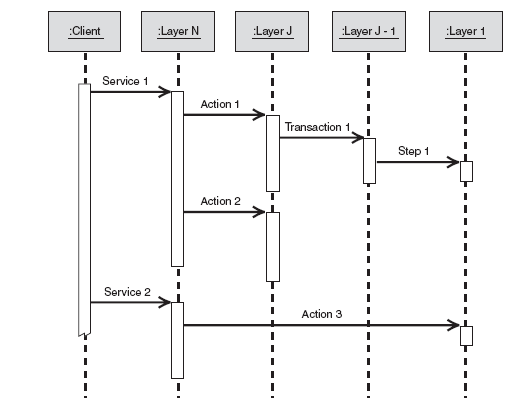 :Client
:Layer N
:Layer J
:Layer J - 1
:Layer 1
Service 1
Action 1
Transaction 1
Step 1
Action 2
Service 2
Action 3